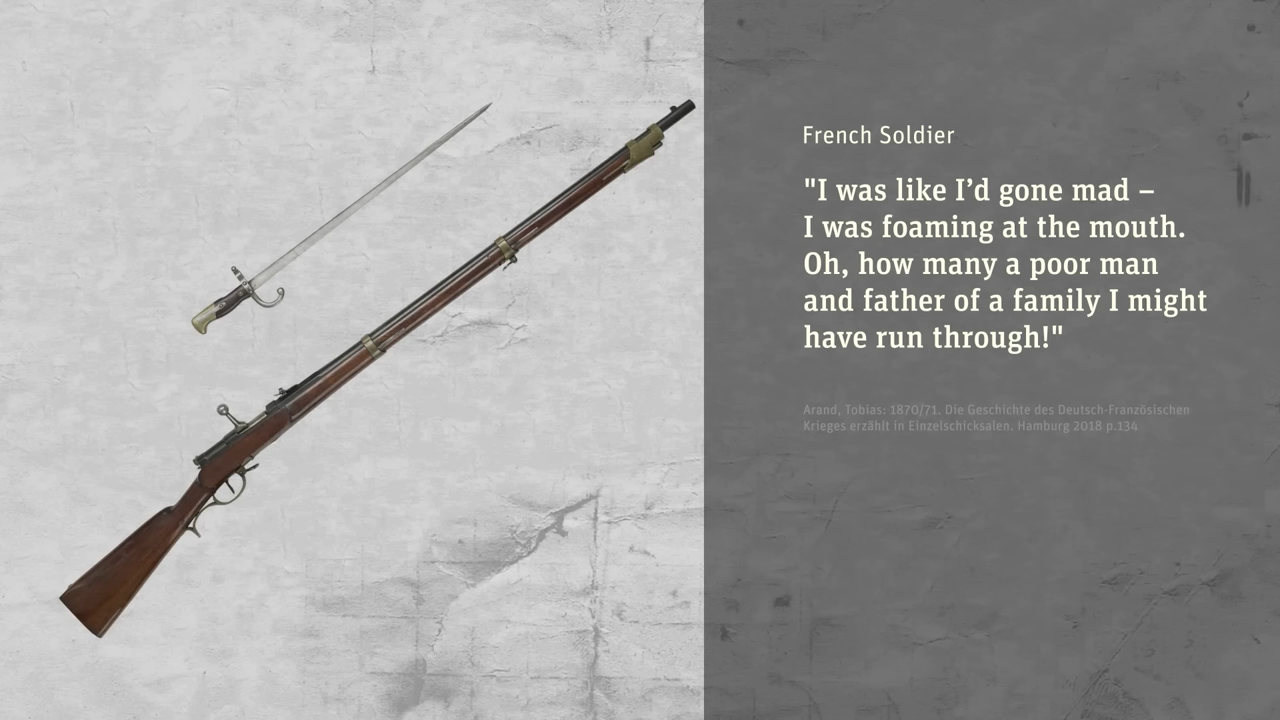 French Soldier
"I was like I’d gone mad –
I was foaming at the mouth.
Oh, how many a poor man
and father of a family I might
have run through!"
Arand, Tobias: 1870/71. Die Geschichte des Deutsch-Französischen
Krieges erzählt in Einzelschicksalen. Hamburg 2018 p.134